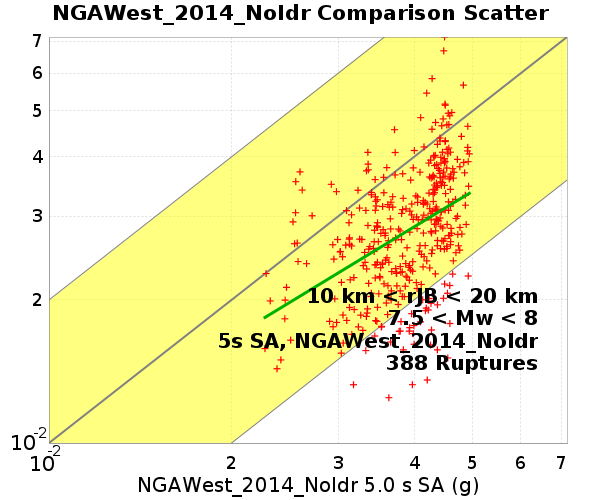 NGAWest_2014_NoIdr Comparison Scatter
7
6
5
4
3
2
10-2
10 km < rJB < 20 km
7.5 < Mw < 8
5s SA, NGAWest_2014_NoIdr
388 Ruptures
10-2 2 3 4 5 6 7
NGAWest_2014_NoIdr 5.0 s SA (g)